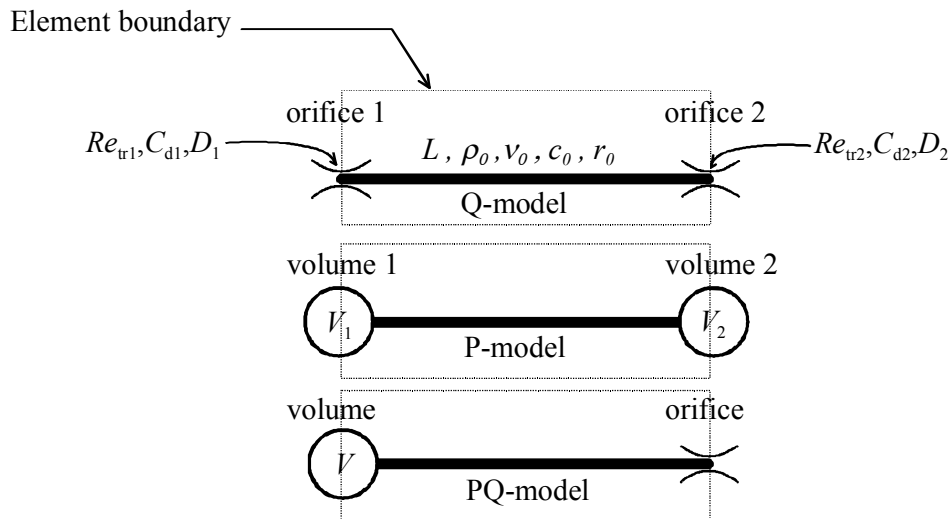 Element boundary
orifice 1 orifice 2
Re_tr1,C_d1,D_1 L , ρ_0 , ν_0 , c_0 , r_0 Re_tr2,C_d2,D_2
Q-model
volume 1 volume 2
V_1 V_2
P-model
volume orifice
V
PQ-model